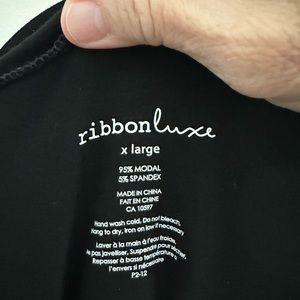 ribbonluxe
x large
95% MODAL
5% SPANDEX
MADE IN CHINA
FAIT EN CHINE
CA 10597
Hand wash cold. Do not bleach.
Hang to dry, Iron on low if necessary
Laver à la main à l'eau froide.
Ne pas javelliser. Suspendre pour sécher.
Repasser à basse température
l'envers si nécessaire
P2-12